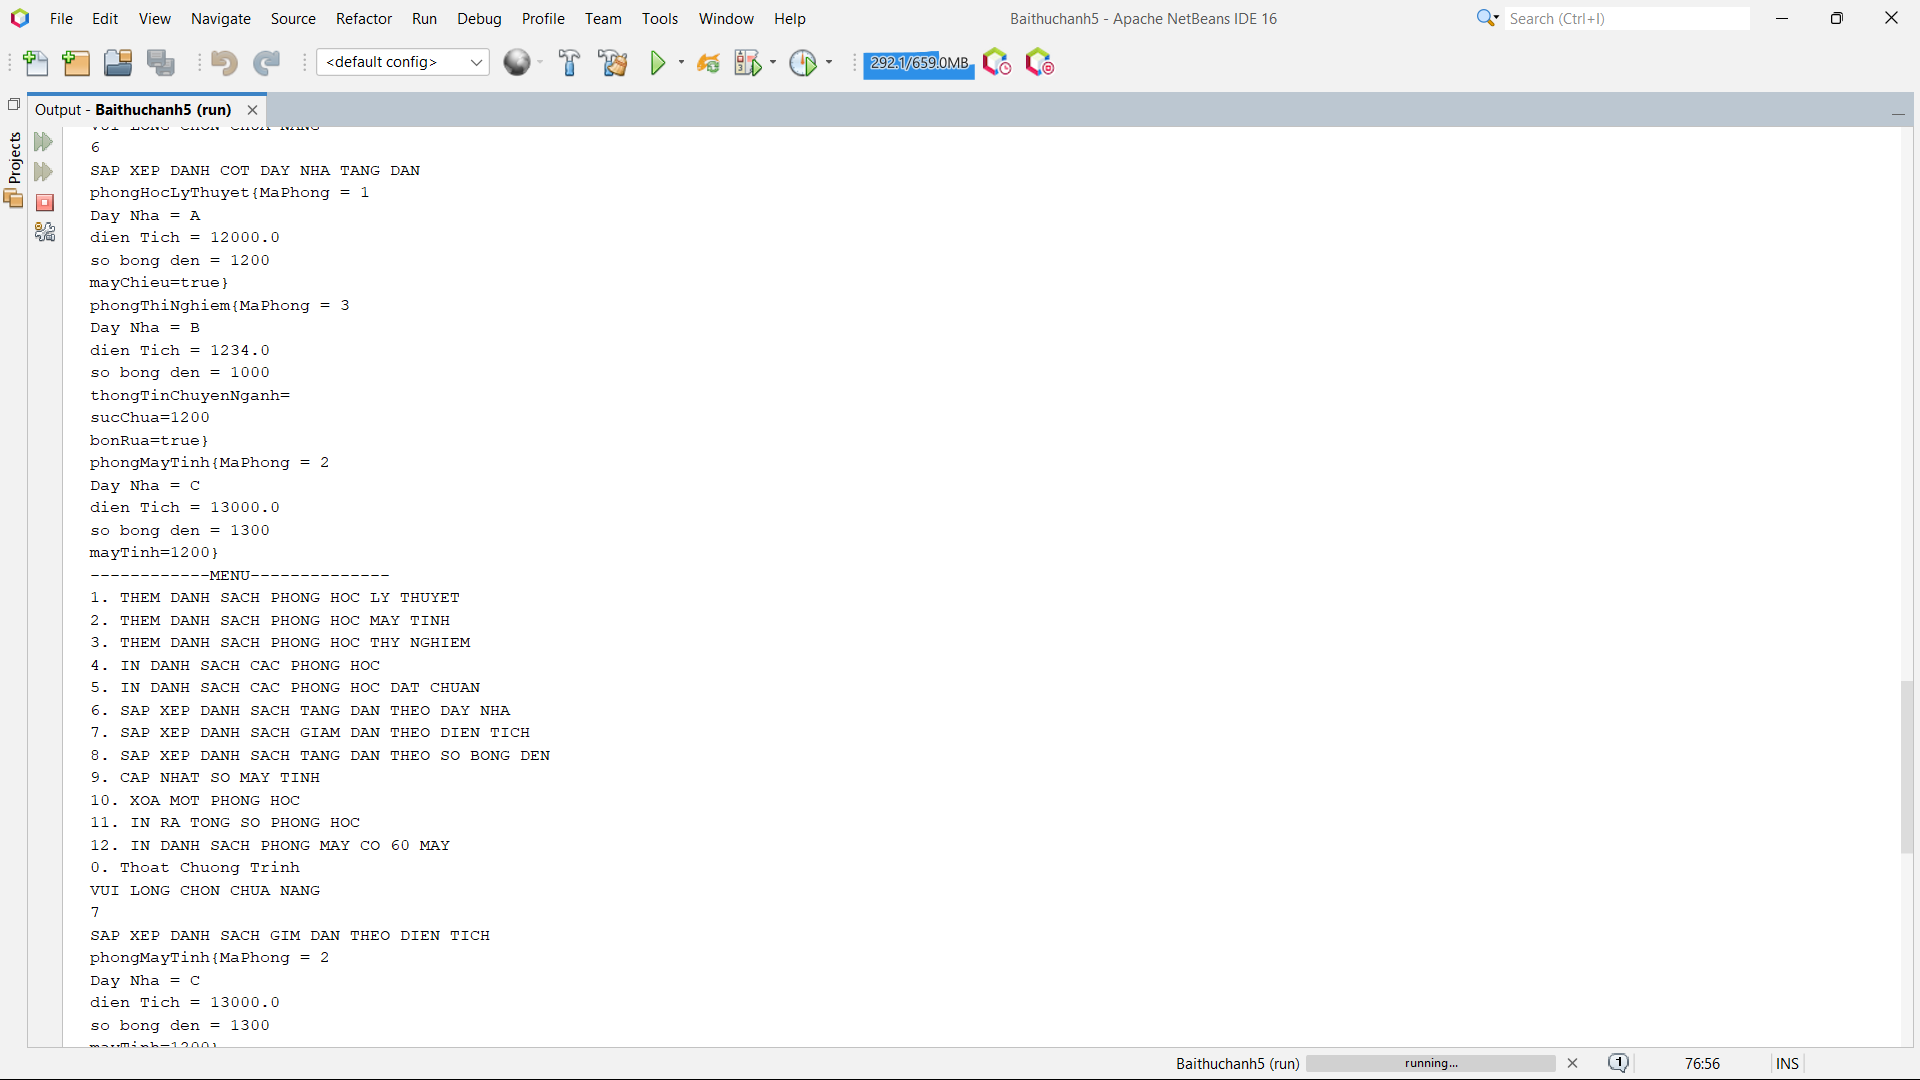 File Edit View Navigate Source Refactor Run Debug Profile Team Tools Window Help
Baithuchanh5 - Apache NetBeans IDE 16
Search (Ctrl+I)
<default config>
292.1/659.0MB
Output - Baithuchanh5 (run)
Projects
VUI LONG CHON CHUA NANG
6
SAP XEP DANH COT DAY NHA TANG DAN
phongHocLyThuyet{MaPhong = 1
Day Nha = A
dien Tich = 12000.0
so bong den = 1200
mayChieu=true}
phongThiNghiem{MaPhong = 3
Day Nha = B
dien Tich = 1234.0
so bong den = 1000
thongTinChuyenNganh=
sucChua=1200
bonRua=true}
phongMayTinh{MaPhong = 2
Day Nha = C
dien Tich = 13000.0
so bong den = 1300
mayTinh=1200}
------------MENU--------------
1. THEM DANH SACH PHONG HOC LY THUYET
2. THEM DANH SACH PHONG HOC MAY TINH
3. THEM DANH SACH PHONG HOC THY NGHIEM
4. IN DANH SACH CAC PHONG HOC
5. IN DANH SACH CAC PHONG HOC DAT CHUAN
6. SAP XEP DANH SACH TANG DAN THEO DAY NHA
7. SAP XEP DANH SACH GIAM DAN THEO DIEN TICH
8. SAP XEP DANH SACH TANG DAN THEO SO BONG DEN
9. CAP NHAT SO MAY TINH
10. XOA MOT PHONG HOC
11. IN RA TONG SO PHONG HOC
12. IN DANH SACH PHONG MAY CO 60 MAY
0. Thoat Chuong Trinh
VUI LONG CHON CHUA NANG
7
SAP XEP DANH SACH GIM DAN THEO DIEN TICH
phongMayTinh{MaPhong = 2
Day Nha = C
dien Tich = 13000.0
so bong den = 1300
mayTinh=1200}
Baithuchanh5 (run)
running...
1
76:56
INS